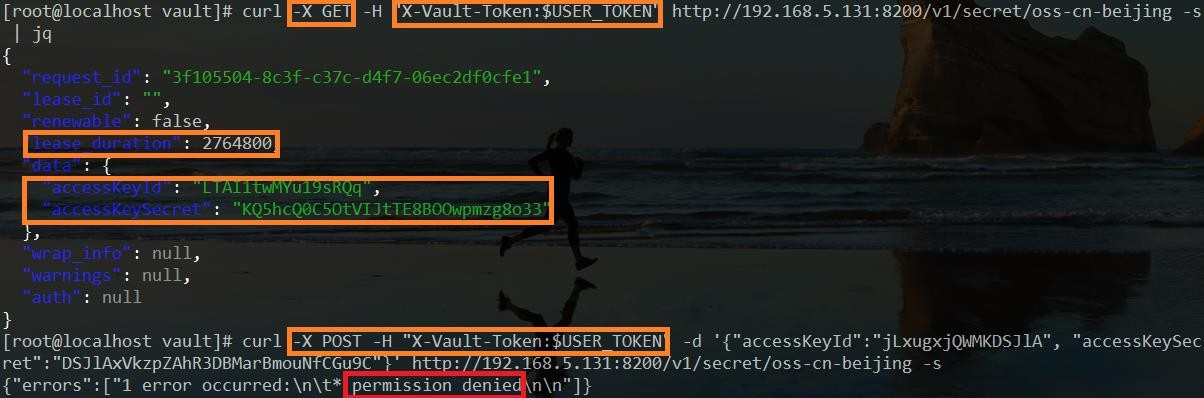 [root@localhost vault]# curl -X GET -H "X-Vault-Token:$USER_TOKEN" http://192.168.5.131:8200/v1/secret/oss-cn-beijing -s
| jq
{
"request_id": "3f105504-8c3f-c37c-d4f7-06ec2df0cfe1",
"lease_id": "",
"renewable": false,
"lease_duration": 2764800,
"data": {
"accessKeyId": "LTAI1twMYu19sRQq",
"accessKeySecret": "KQ5hcQ0C5OtVIJtTE8BOOwpmzg8o33"
},
"wrap_info": null,
"warnings": null,
"auth": null
}
[root@localhost vault]# curl -X POST -H "X-Vault-Token:$USER_TOKEN" -d '{"accessKeyId":"jLxugxjQWMKDSJlA", "accessKeySec
ret":"DSJlAxVkzpZAhR3DBMarBmouNfCGu9C"}' http://192.168.5.131:8200/v1/secret/oss-cn-beijing -s
{"errors":["1 error occurred:\n\t* permission denied\n\n"]}